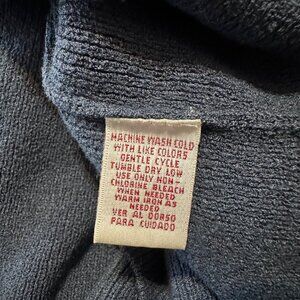 MACHINE WASH COLD
WITH LIKE COLORS
GENTLE CYCLE
TUMBLE DRY LOW
USE ONLY NON-
CHLORINE BLEACH
WHEN NEEDED
WARM IRON AS
NEEDED
VER AL DORSO
PARA CUIDADO